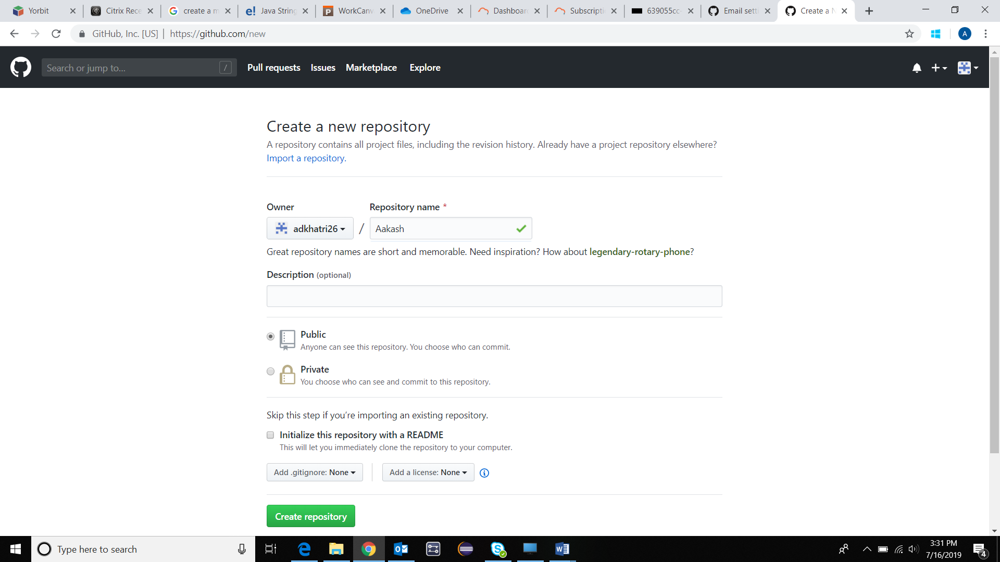 Yorbit
Citrix Rece
create a m
Java String
WorkCanv
OneDrive
Dashboard
Subscripti
639055cc-
Email sett
Create a N
GitHub, Inc. [US] | https://github.com/new
A
Search or jump to...
/
Pull requests
Issues
Marketplace
Explore
Create a new repository
A repository contains all project files, including the revision history. Already have a project repository elsewhere?
Import a repository.
Owner
Repository name *
adkhatri26
/
Aakash
Great repository names are short and memorable. Need inspiration? How about legendary-rotary-phone?
Description (optional)
Public
Anyone can see this repository. You choose who can commit.
Private
You choose who can see and commit to this repository.
Skip this step if you’re importing an existing repository.
Initialize this repository with a README
This will let you immediately clone the repository to your computer.
Add .gitignore: None
Add a license: None
Create repository
Type here to search
3:31 PM
7/16/2019
4